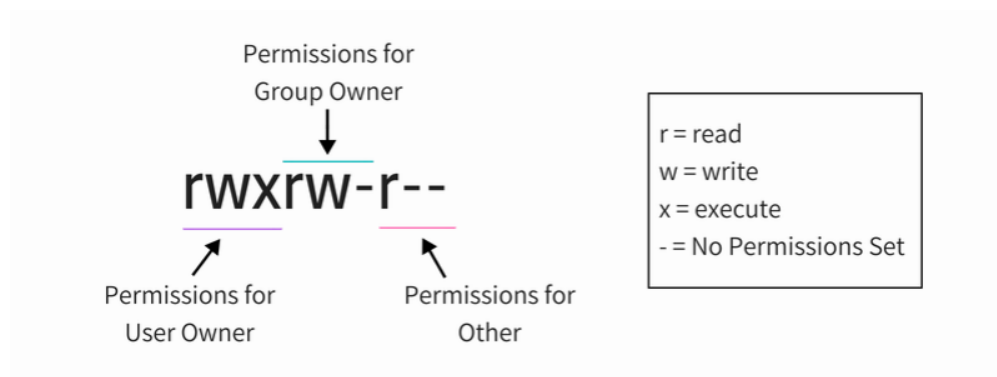 Permissions for
Group Owner
rwxrw-r--
Permissions for
User Owner
Permissions for
Other
r = read
w = write
x = execute
- = No Permissions Set